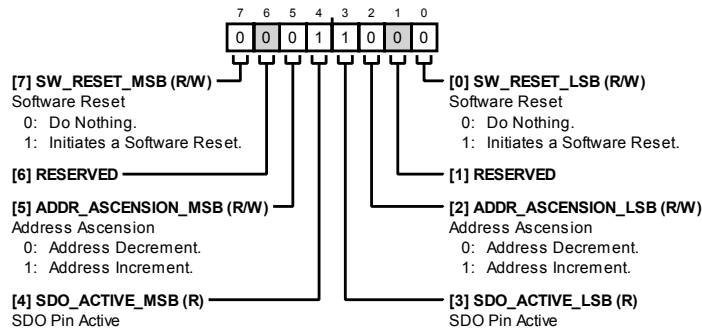 7 6 5 4 3 2 1 0
0 0 0 1 1 0 0 0
[7] SW_RESET_MSB (R/W)
Software Reset
0: Do Nothing.
1: Initiates a Software Reset.
[6] RESERVED
[5] ADDR_ASCENSION_MSB (R/W)
Address Ascension
0: Address Decrement.
1: Address Increment.
[4] SDO_ACTIVE_MSB (R)
SDO Pin Active
[0] SW_RESET_LSB (R/W)
Software Reset
0: Do Nothing.
1: Initiates a Software Reset.
[1] RESERVED
[2] ADDR_ASCENSION_LSB (R/W)
Address Ascension
0: Address Decrement.
1: Address Increment.
[3] SDO_ACTIVE_LSB (R)
SDO Pin Active